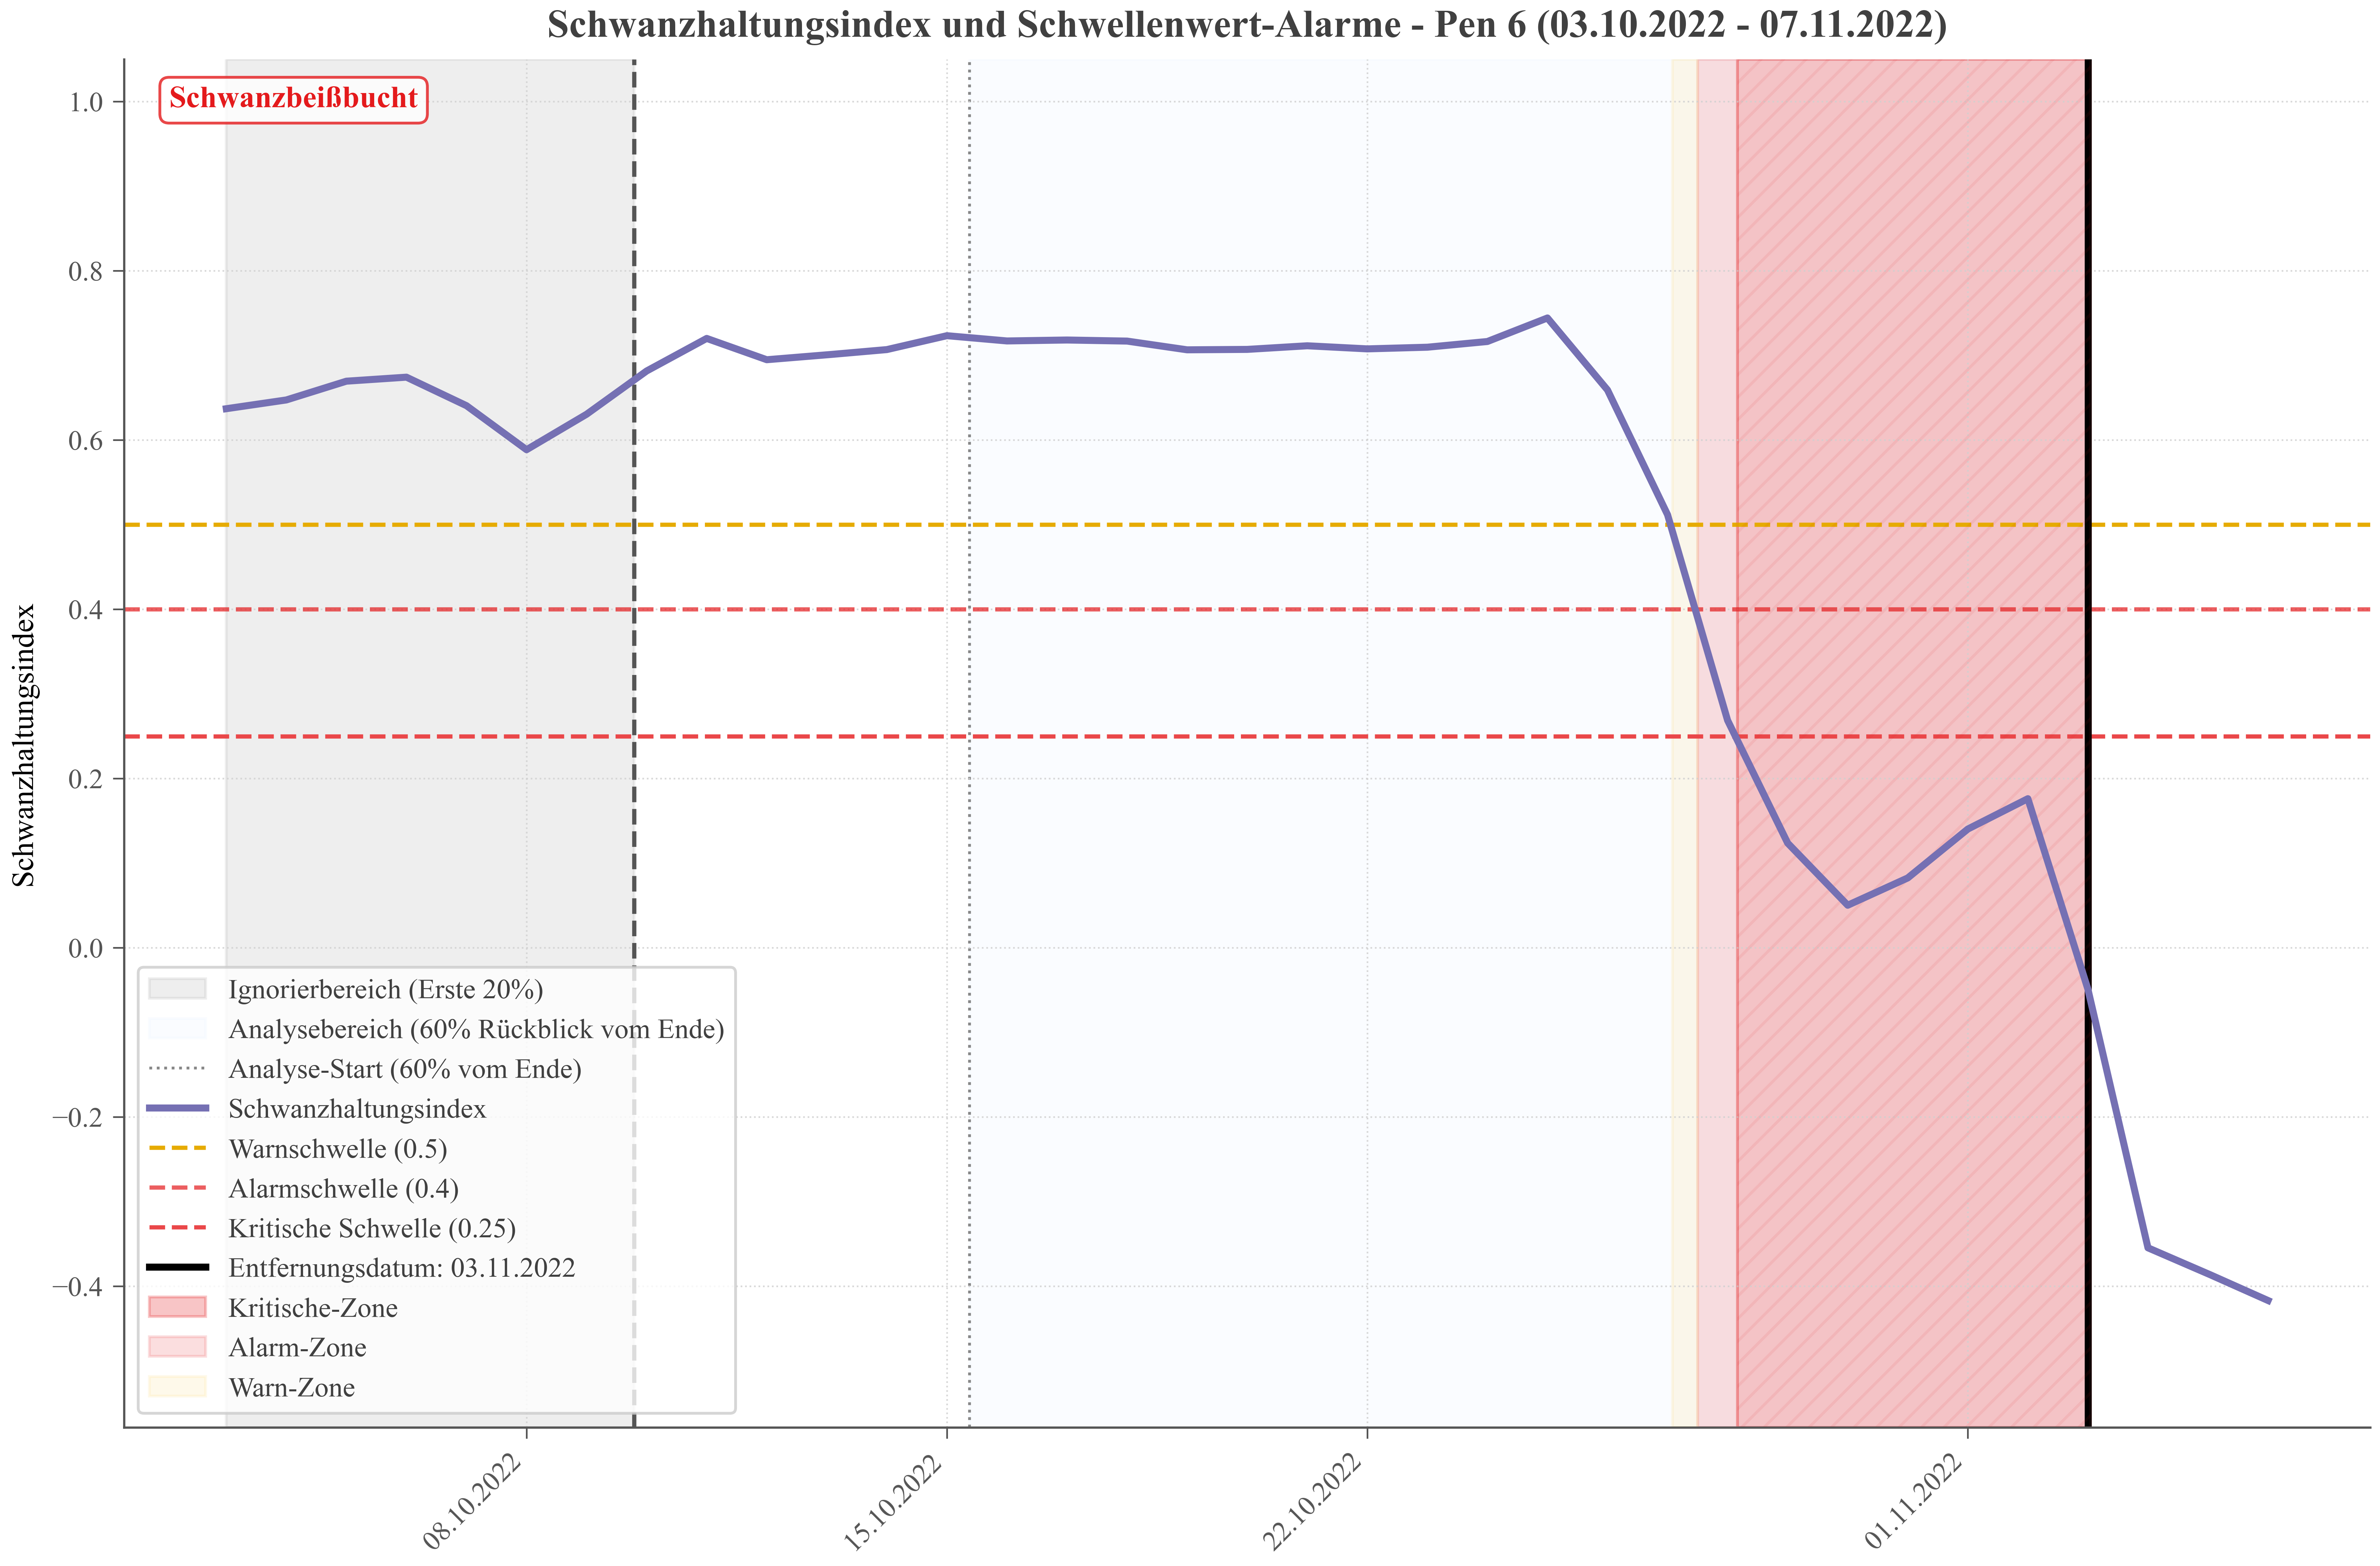 Schwanzhaltungsindex und Schwellenwert-Alarme - Pen 6 (03.10.2022 - 07.11.2022)
Schwanzbeißbucht
1.0
0.8
0.6
0.4
0.2
0.0
−0.2
−0.4
Schwanzhaltungsindex
Ignorierbereich (Erste 20%)
Analysebereich (60% Rückblick vom Ende)
Analyse-Start (60% vom Ende)
Schwanzhaltungsindex
Warnschwelle (0.5)
Alarmschwelle (0.4)
Kritische Schwelle (0.25)
Entfernungsdatum: 03.11.2022
Kritische-Zone
Alarm-Zone
Warn-Zone
08.10.2022
15.10.2022
22.10.2022
01.11.2022